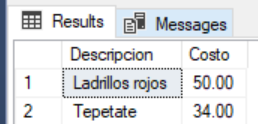 Results Messages
Descripcion Costo
1 Ladrillos rojos 50.00
2 Tepetate 34.00